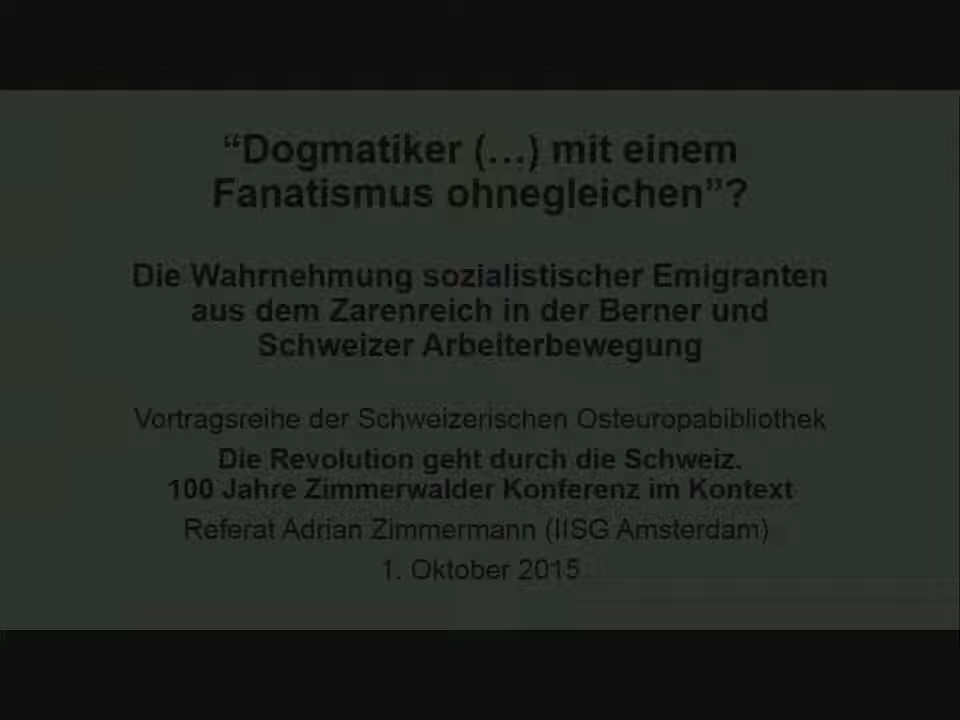 “Dogmatiker (…) mit einem
Fanatismus ohnegleichen”?
Die Wahrnehmung sozialistischer Emigranten
aus dem Zarenreich in der Berner und
Schweizer Arbeiterbewegung
Vortragsreihe der Schweizerischen Osteuropabibliothek
Die Revolution geht durch die Schweiz.
100 Jahre Zimmerwalder Konferenz im Kontext
Referat Adrian Zimmermann (IISG Amsterdam)
1. Oktober 2015